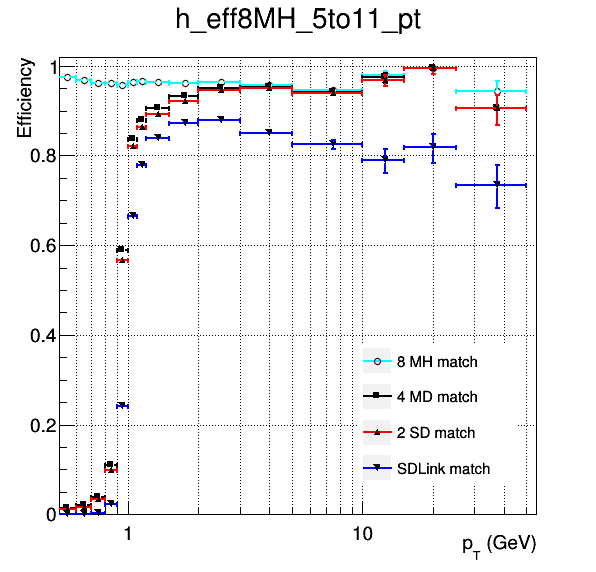 h_eff8MH_5to11_pt
Efficiency
1
0.8
0.6
0.4
0.2
0
8 MH match
4 MD match
2 SD match
SDLink match
1
10
pT (GeV)